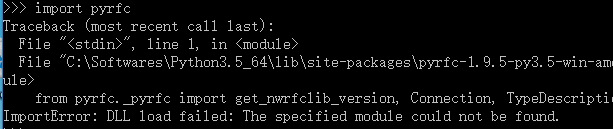 >>> import pyrfc
Traceback (most recent call last):
File "<stdin>", line 1, in <module>
File "C:\Softwares\Python3.5_64\lib\site-packages\pyrfc-1.9.5-py3.5-win-am
ule>
from pyrfc._pyrfc import get_nwrfclib_version, Connection, TypeDescripti
ImportError: DLL load failed: The specified module could not be found.